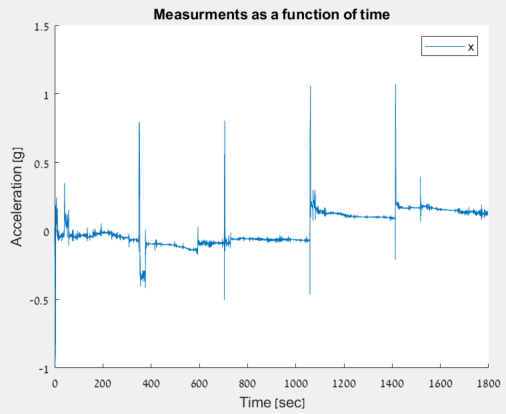 Measurments as a function of time
x
Acceleration [g]
1.5
1
0.5
0
-0.5
-1
0 200 400 600 800 1000 1200 1400 1600 1800
Time [sec]